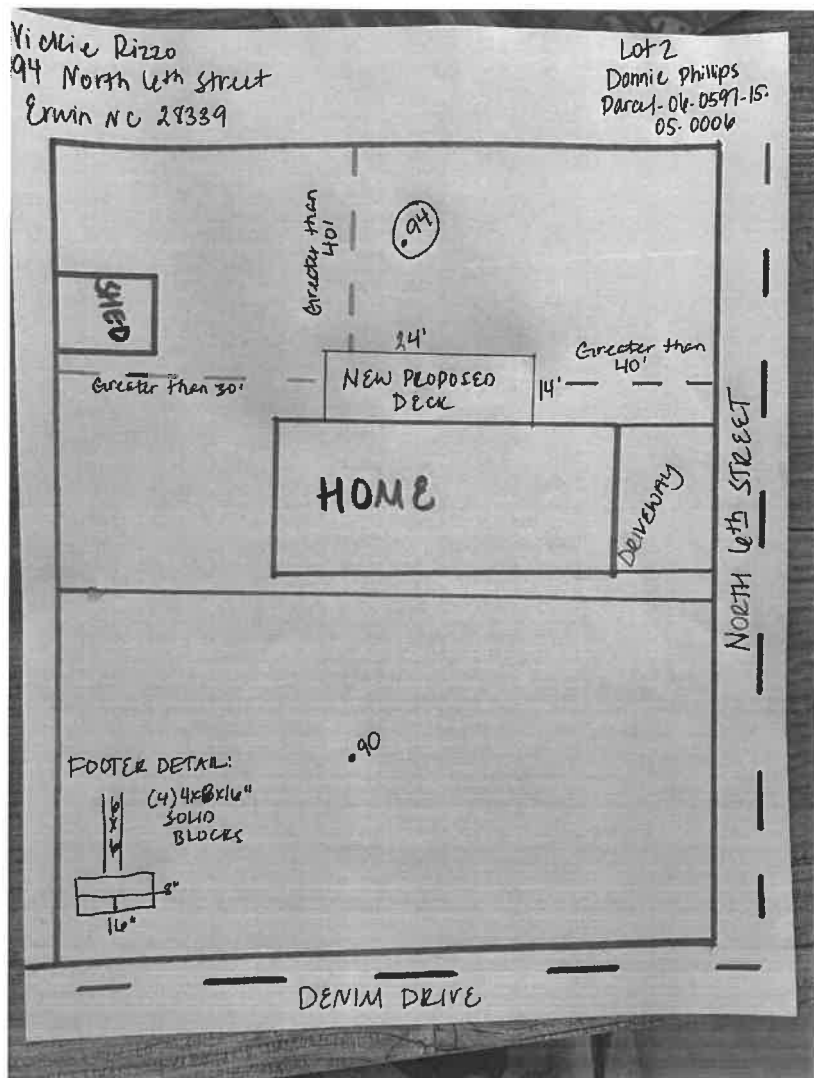 Vickie Rizzo
94 North 6th Street
Erwin NC 28339
Lot 2
Donnie Phillips
Parcel-06-0597-15-
05-0006
Greater than
40'
.94
SHED
24'
Greater than
40'
Greater than 30'
NEW PROPOSED
DECK
14'
HOME
DRIVEWAY
NORTH 6th STREET
.90
FOOTER DETAIL:
(4) 4x8x16"
SOLID
BLOCKS
6x6
8"
16"
DENIM DRIVE